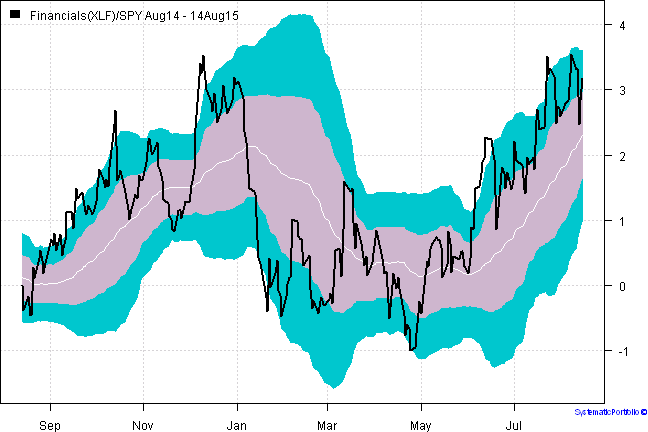 Financials(XLF)/SPY Aug14 - 14Aug15
4
3
2
1
0
-1
Sep Nov Jan Mar May Jul
SystematicPortfolio ©